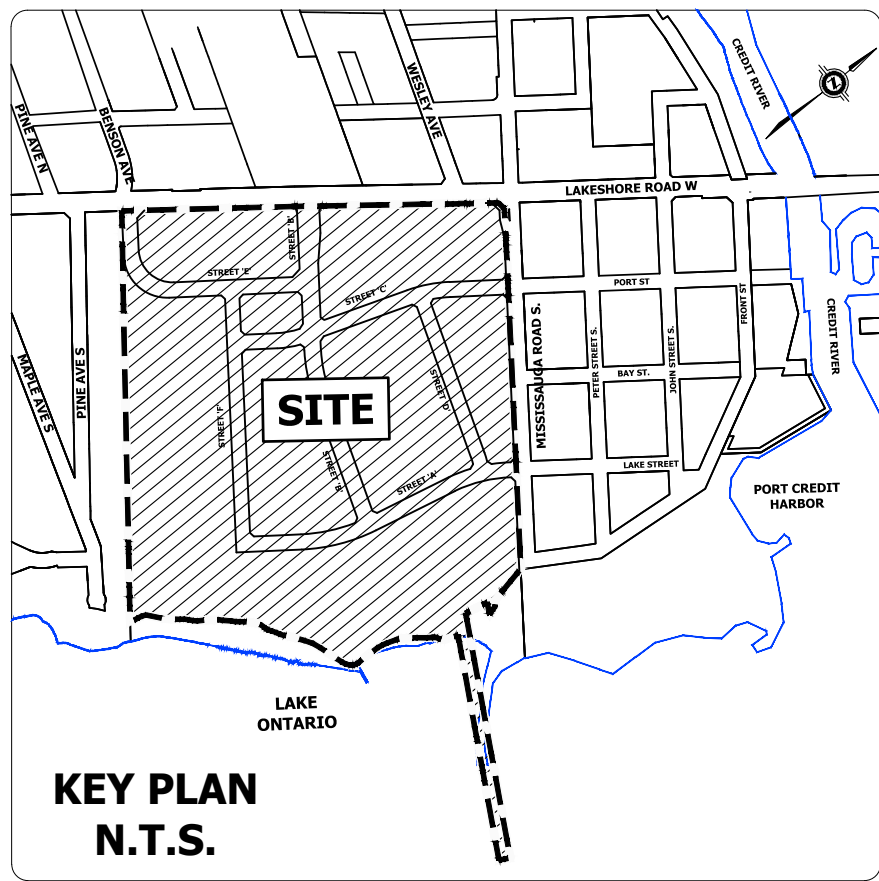 CREDIT RIVER
WESLEY AVE
PINE AVE N
BENSON AVE
N
LAKESHORE ROAD W
STREET 'B'
STREET 'E'
STREET 'C'
PORT ST
FRONT ST
CREDIT RIVER
MISSISSAUGA ROAD S.
PETER STREET S.
JOHN STREET S.
MAPLE AVE S
PINE AVE S
BAY ST.
STREET 'D'
SITE
STREET 'F'
STREET 'B'
STREET 'A'
LAKE STREET
PORT CREDIT
HARBOR
LAKE
ONTARIO
KEY PLAN
N.T.S.